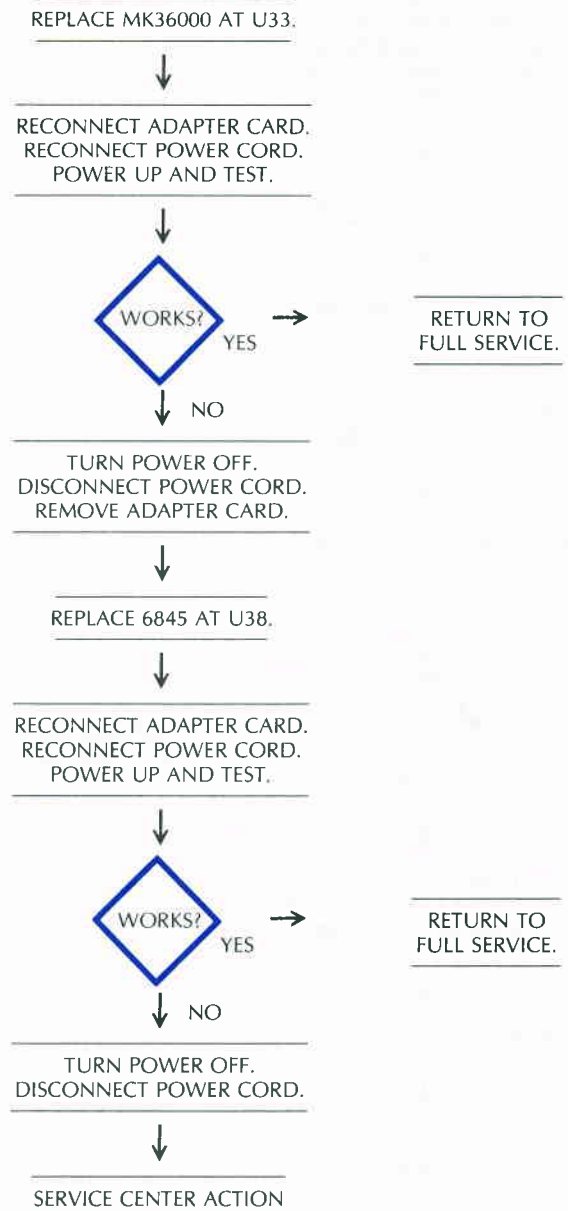 REPLACE MK36000 AT U33.
RECONNECT ADAPTER CARD.
RECONNECT POWER CORD.
POWER UP AND TEST.
WORKS?
YES
RETURN TO
FULL SERVICE.
NO
TURN POWER OFF.
DISCONNECT POWER CORD.
REMOVE ADAPTER CARD.
REPLACE 6845 AT U38.
RECONNECT ADAPTER CARD.
RECONNECT POWER CORD.
POWER UP AND TEST.
WORKS?
YES
RETURN TO
FULL SERVICE.
NO
TURN POWER OFF.
DISCONNECT POWER CORD.
SERVICE CENTER ACTION